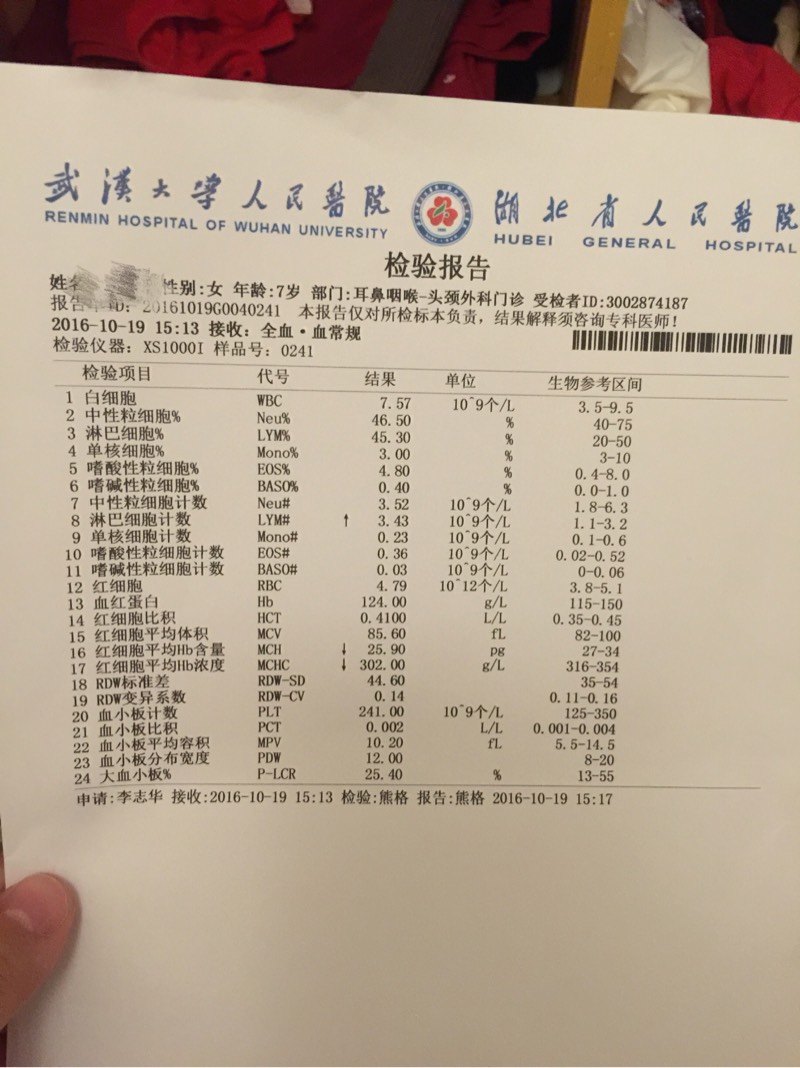 武漢大學人民醫院 湖北省人民醫院
RENMIN HOSPITAL OF WUHAN UNIVERSITY HUBEI GENERAL HOSPITAL
检验报告
姓名 性别:女 年龄:7岁 部门:耳鼻咽喉-头颈外科门诊 受检者ID:3002874187
报告 ID: 20161019G0040241 本报告仅对所检标本负责，结果解释须咨询专科医师!
2016-10-19 15:13 接收: 全血·血常规
检验仪器: XS1000I 样品号: 0241
检验项目 代号 结果 单位 生物参考区间
1 白细胞 WBC 7.57 10^9个/L 3.5-9.5
2 中性粒细胞% Neu% 46.50 % 40-75
3 淋巴细胞% LYM% 45.30 % 20-50
4 单核细胞% Mono% 3.00 % 3-10
5 嗜酸性粒细胞% EOS% 4.80 % 0.4-8.0
6 嗜碱性粒细胞% BASO% 0.40 % 0.0-1.0
7 中性粒细胞计数 Neu# 3.52 10^9个/L 1.8-6.3
8 淋巴细胞计数 LYM# ↑ 3.43 10^9个/L 1.1-3.2
9 单核细胞计数 Mono# 0.23 10^9个/L 0.1-0.6
10 嗜酸性粒细胞计数 EOS# 0.36 10^9个/L 0.02-0.52
11 嗜碱性粒细胞计数 BASO# 0.03 10^9个/L 0-0.06
12 红细胞 RBC 4.79 10^12个/L 3.8-5.1
13 血红蛋白 Hb 124.00 g/L 115-150
14 红细胞比积 HCT 0.4100 L/L 0.35-0.45
15 红细胞平均体积 MCV 85.60 fL 82-100
16 红细胞平均Hb含量 MCH ↓ 25.90 pg 27-34
17 红细胞平均Hb浓度 MCHC ↓ 302.00 g/L 316-354
18 RDW标准差 RDW-SD 44.60 35-54
19 RDW变异系数 RDW-CV 0.14 0.11-0.16
20 血小板计数 PLT 241.00 10^9个/L 125-350
21 血小板比积 PCT 0.002 L/L 0.001-0.004
22 血小板平均容积 MPV 10.20 fL 5.5-14.5
23 血小板分布宽度 PDW 12.00 8-20
24 大血小板% P-LCR 25.40 % 13-55
申请:李志华 接收:2016-10-19 15:13 检验:熊格 报告:熊格 2016-10-19 15:17